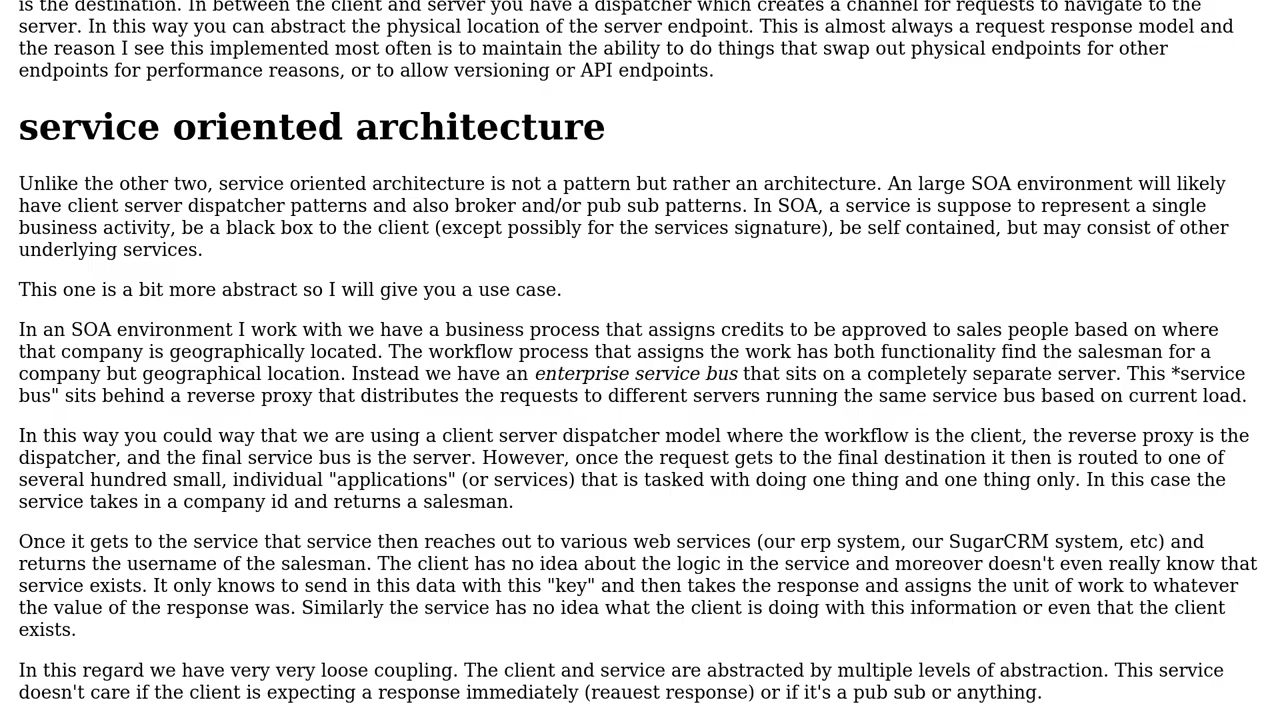 is the destination. In between the client and server you have a dispatcher which creates a channel for requests to navigate to the
server. In this way you can abstract the physical location of the server endpoint. This is almost always a request response model and
the reason I see this implemented most often is to maintain the ability to do things that swap out physical endpoints for other
endpoints for performance reasons, or to allow versioning or API endpoints.
service oriented architecture
Unlike the other two, service oriented architecture is not a pattern but rather an architecture. An large SOA environment will likely
have client server dispatcher patterns and also broker and/or pub sub patterns. In SOA, a service is suppose to represent a single
business activity, be a black box to the client (except possibly for the services signature), be self contained, but may consist of other
underlying services.
This one is a bit more abstract so I will give you a use case.
In an SOA environment I work with we have a business process that assigns credits to be approved to sales people based on where
that company is geographically located. The workflow process that assigns the work has both functionality find the salesman for a
company but geographical location. Instead we have an enterprise service bus that sits on a completely separate server. This *service
bus" sits behind a reverse proxy that distributes the requests to different servers running the same service bus based on current load.
In this way you could way that we are using a client server dispatcher model where the workflow is the client, the reverse proxy is the
dispatcher, and the final service bus is the server. However, once the request gets to the final destination it then is routed to one of
several hundred small, individual "applications" (or services) that is tasked with doing one thing and one thing only. In this case the
service takes in a company id and returns a salesman.
Once it gets to the service that service then reaches out to various web services (our erp system, our SugarCRM system, etc) and
returns the username of the salesman. The client has no idea about the logic in the service and moreover doesn't even really know that
service exists. It only knows to send in this data with this "key" and then takes the response and assigns the unit of work to whatever
the value of the response was. Similarly the service has no idea what the client is doing with this information or even that the client
exists.
In this regard we have very very loose coupling. The client and service are abstracted by multiple levels of abstraction. This service
doesn't care if the client is expecting a response immediately (reauest response) or if it's a pub sub or anything.